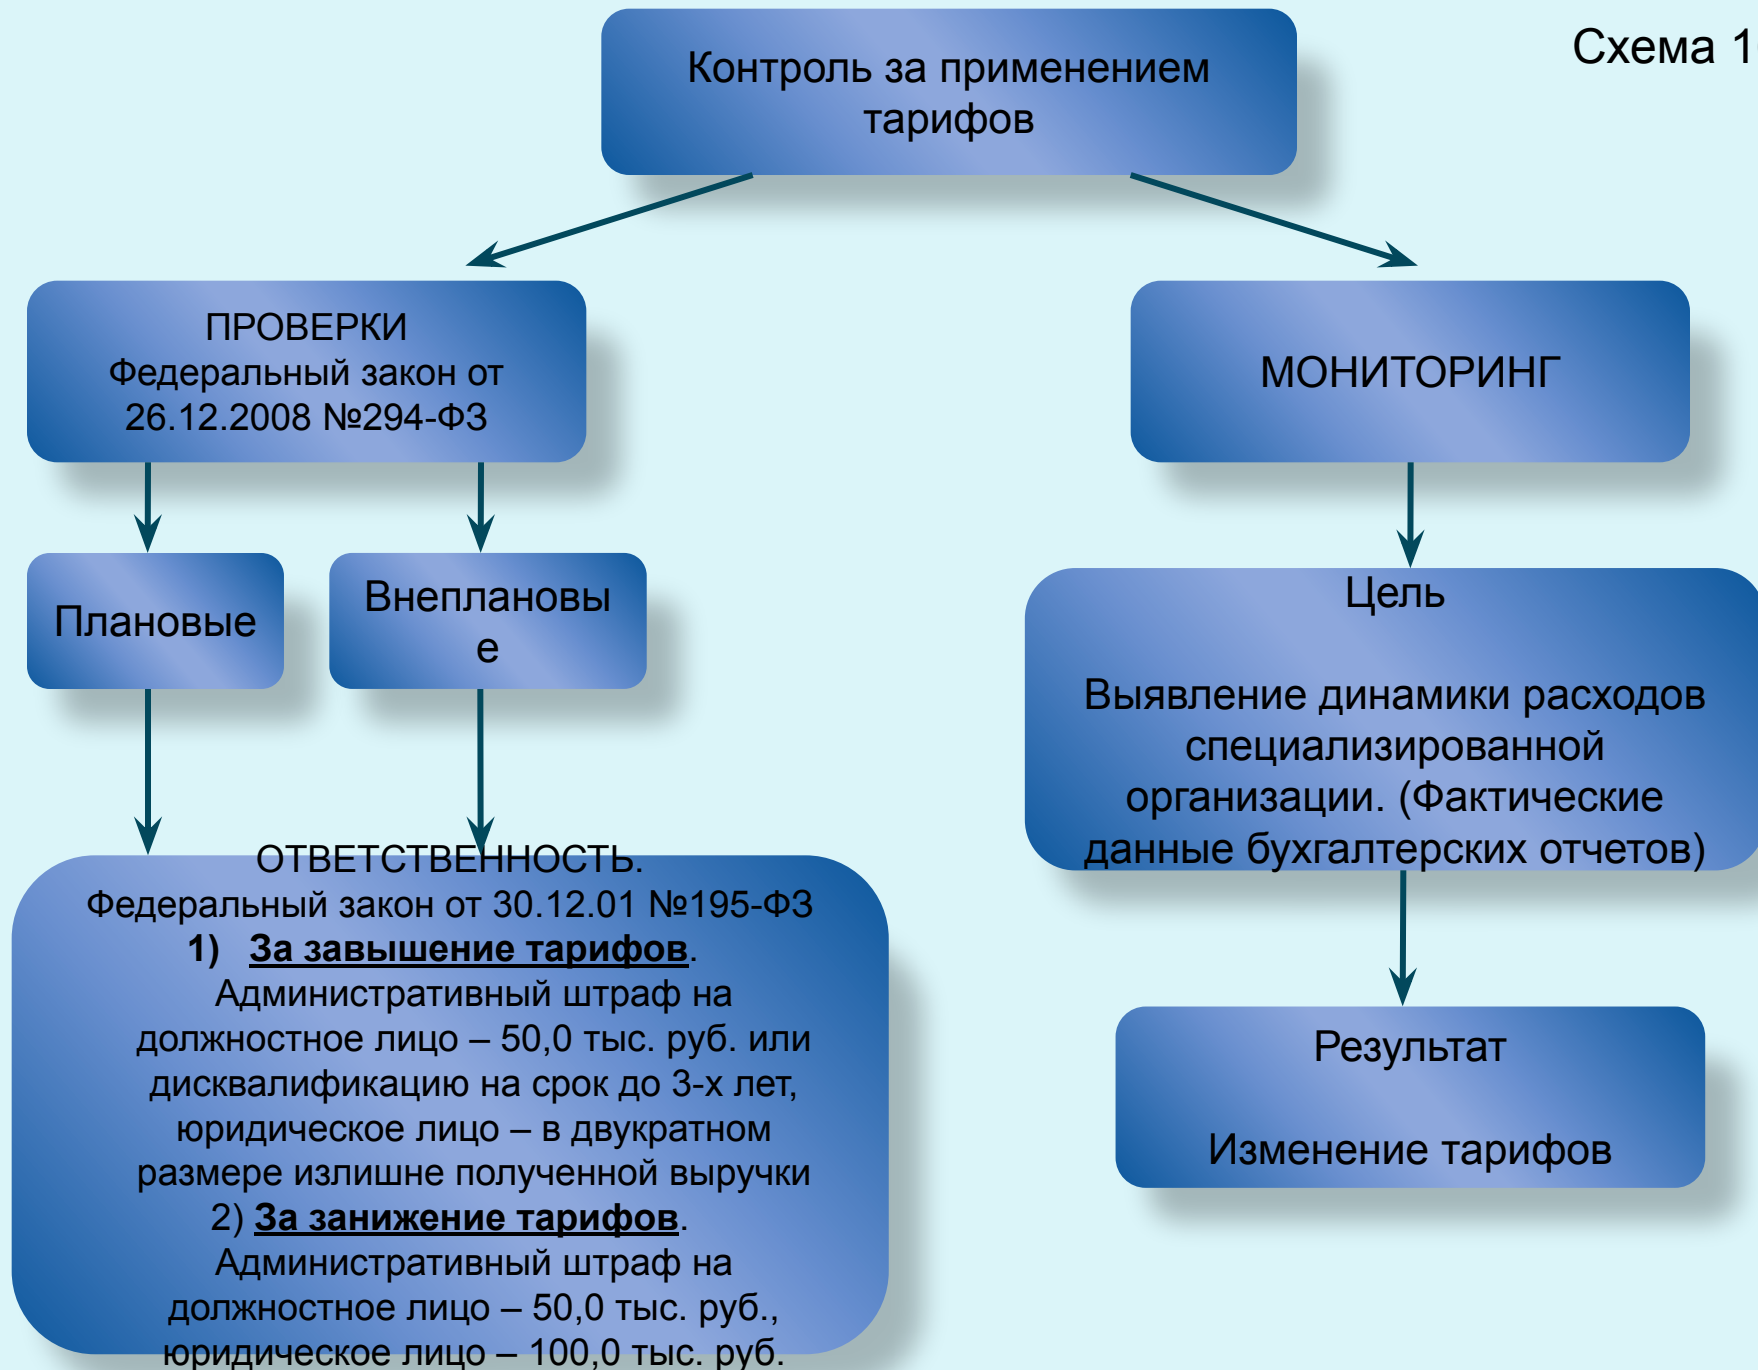 Схема 1
Контроль за применением
тарифов
ПРОВЕРКИ
Федеральный закон от
26.12.2008 №294-ФЗ
МОНИТОРИНГ
Плановые
Внеплановы
е
Цель
Выявление динамики расходов
специализированной
организации. (Фактические
данные бухгалтерских отчетов)
ОТВЕТСТВЕННОСТЬ.
Федеральный закон от 30.12.01 №195-ФЗ
1) За завышение тарифов.
Административный штраф на
должностное лицо – 50,0 тыс. руб. или
дисквалификацию на срок до 3-х лет,
юридическое лицо – в двукратном
размере излишне полученной выручки
2) За занижение тарифов.
Административный штраф на
должностное лицо – 50,0 тыс. руб.,
юридическое лицо – 100,0 тыс. руб.
Результат
Изменение тарифов